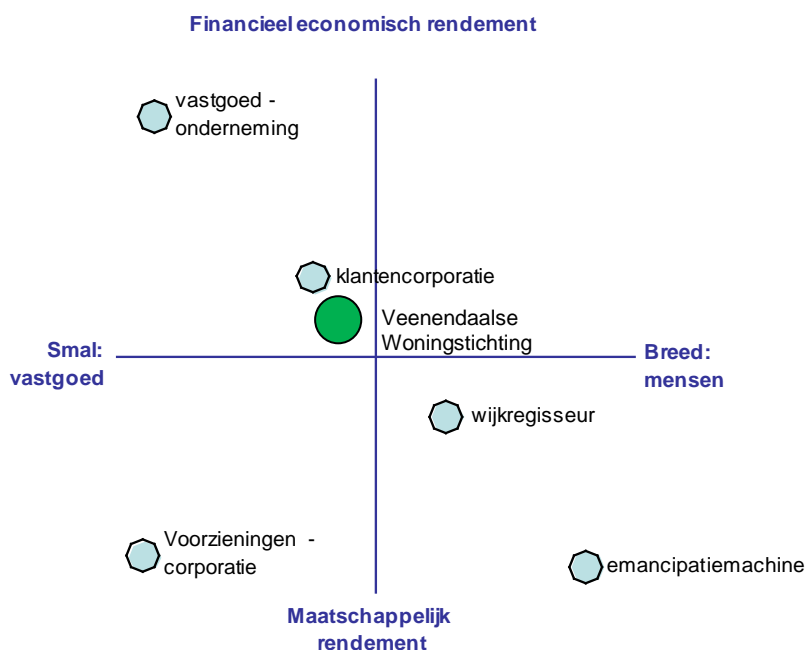 Financieel economisch rendement
vastgoed -
onderneming
klantencorporatie
Veenendaalse
Woningstichting
Smal:
vastgoed
Breed:
mensen
wijkregisseur
Voorzieningen -
corporatie
emancipatiemachine
Maatschappelijk
rendement